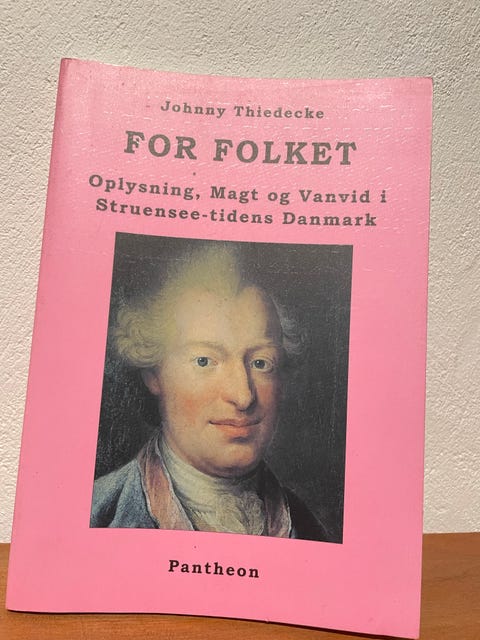 Johnny Thiedecke
FOR FOLKET
Oplysning, Magt og Vanvid i
Struensee-tidens Danmark
Pantheon